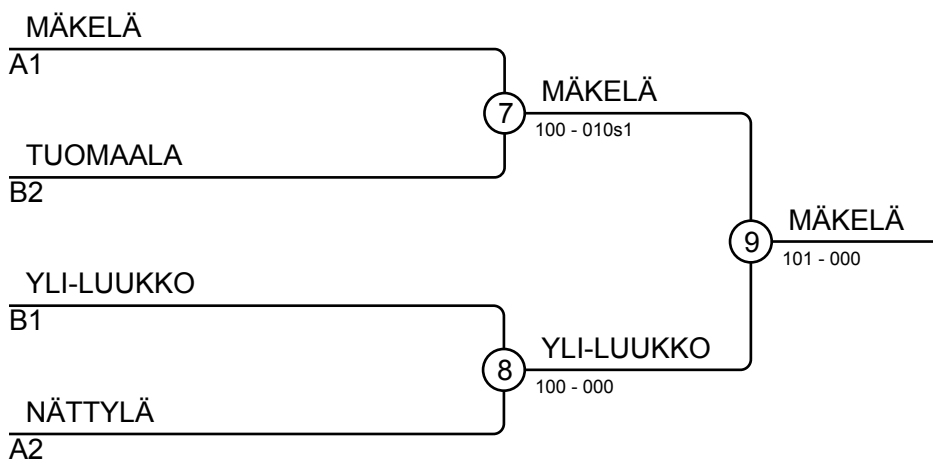 MÄKELÄ
A1
7
MÄKELÄ
100 - 010s1
TUOMAALA
B2
9
MÄKELÄ
101 - 000
YLI-LUUKKO
B1
8
YLI-LUUKKO
100 - 000
NÄTTYLÄ
A2